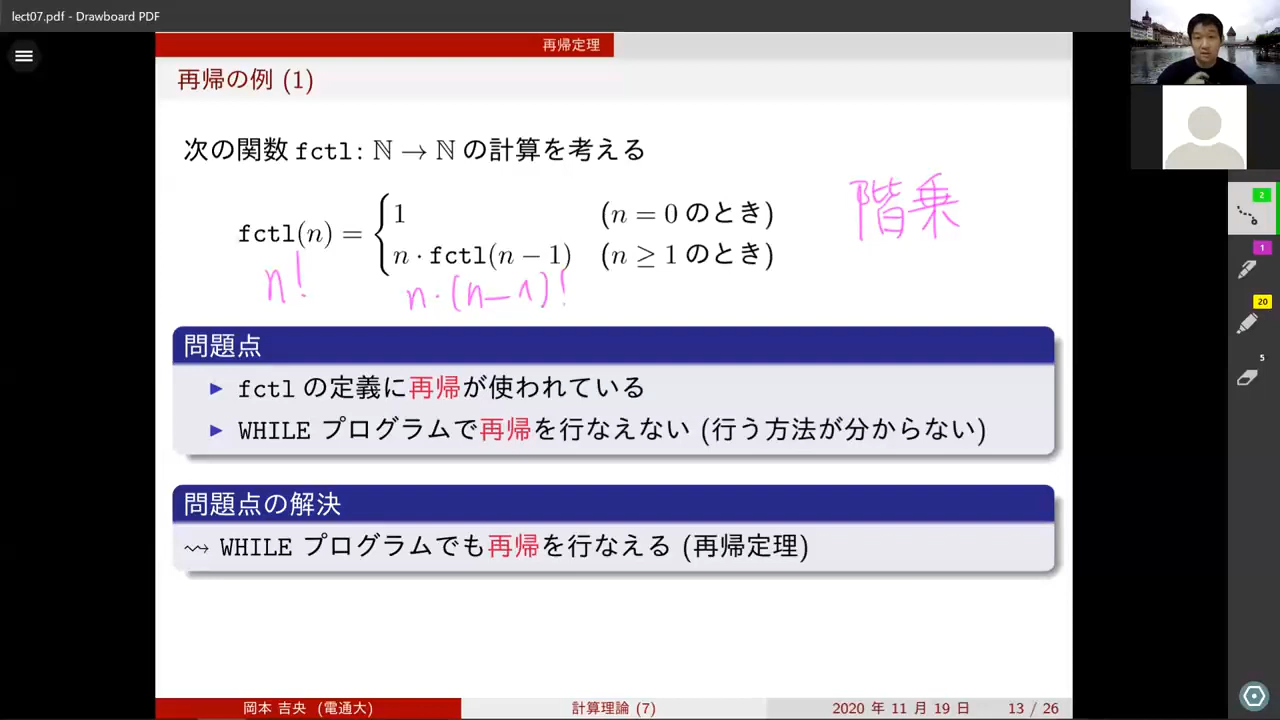 lect07.pdf - Drawboard PDF
再帰定理
再帰の例 (1)
次の関数 fctl: ℕ → ℕ の計算を考える
階乗
fctl(n) = { 1 (n = 0 のとき)
n · fctl(n − 1) (n ≥ 1 のとき)
n! n·(n−1)!
問題点
▶ fctl の定義に再帰が使われている
▶ WHILE プログラムで再帰を行なえない (行う方法が分からない)
問題点の解決
⇝ WHILE プログラムでも再帰を行なえる (再帰定理)
岡本 吉央 (電通大) 計算理論 (7) 2020 年 11 月 19 日 13 / 26
2
1
20
5